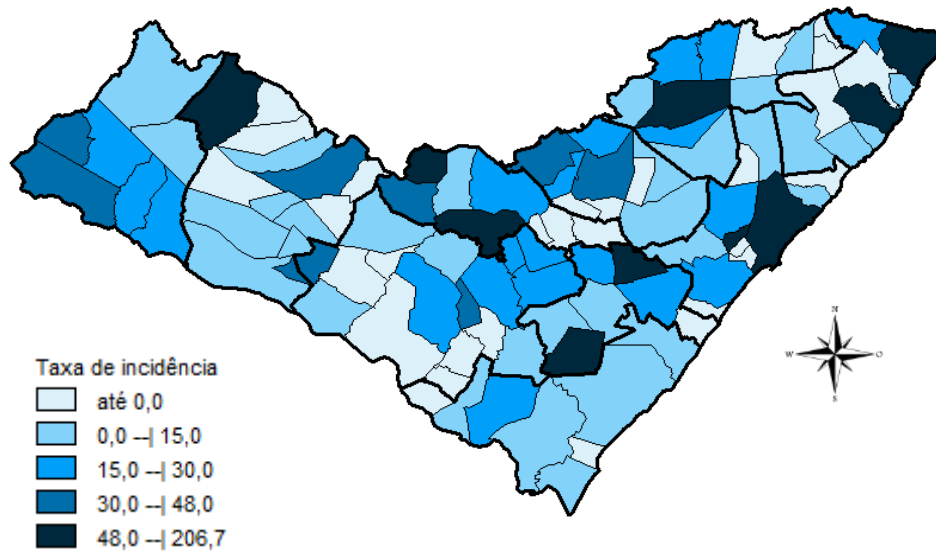 Taxa de incidência
até 0,0
0,0 --| 15,0
15,0 --| 30,0
30,0 --| 48,0
48,0 --| 206,7
N
W
O
S